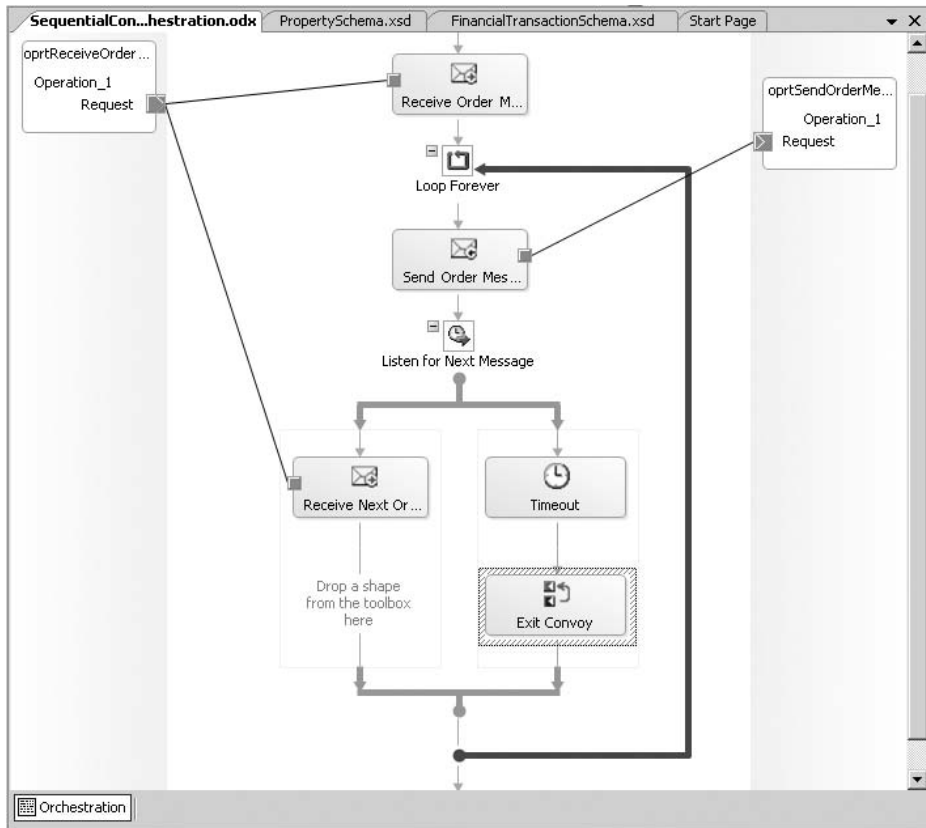 SequentialCon...hestration.odx
PropertySchema.xsd
FinancialTransactionSchema.xsd
Start Page
oprtReceiveOrder ...
Operation_1
Request
Receive Order M...
oprtSendOrderMe...
Operation_1
Request
Loop Forever
Send Order Mes...
Listen for Next Message
Receive Next Or ...
Timeout
Drop a shape
from the toolbox
here
Exit Convoy
Orchestration